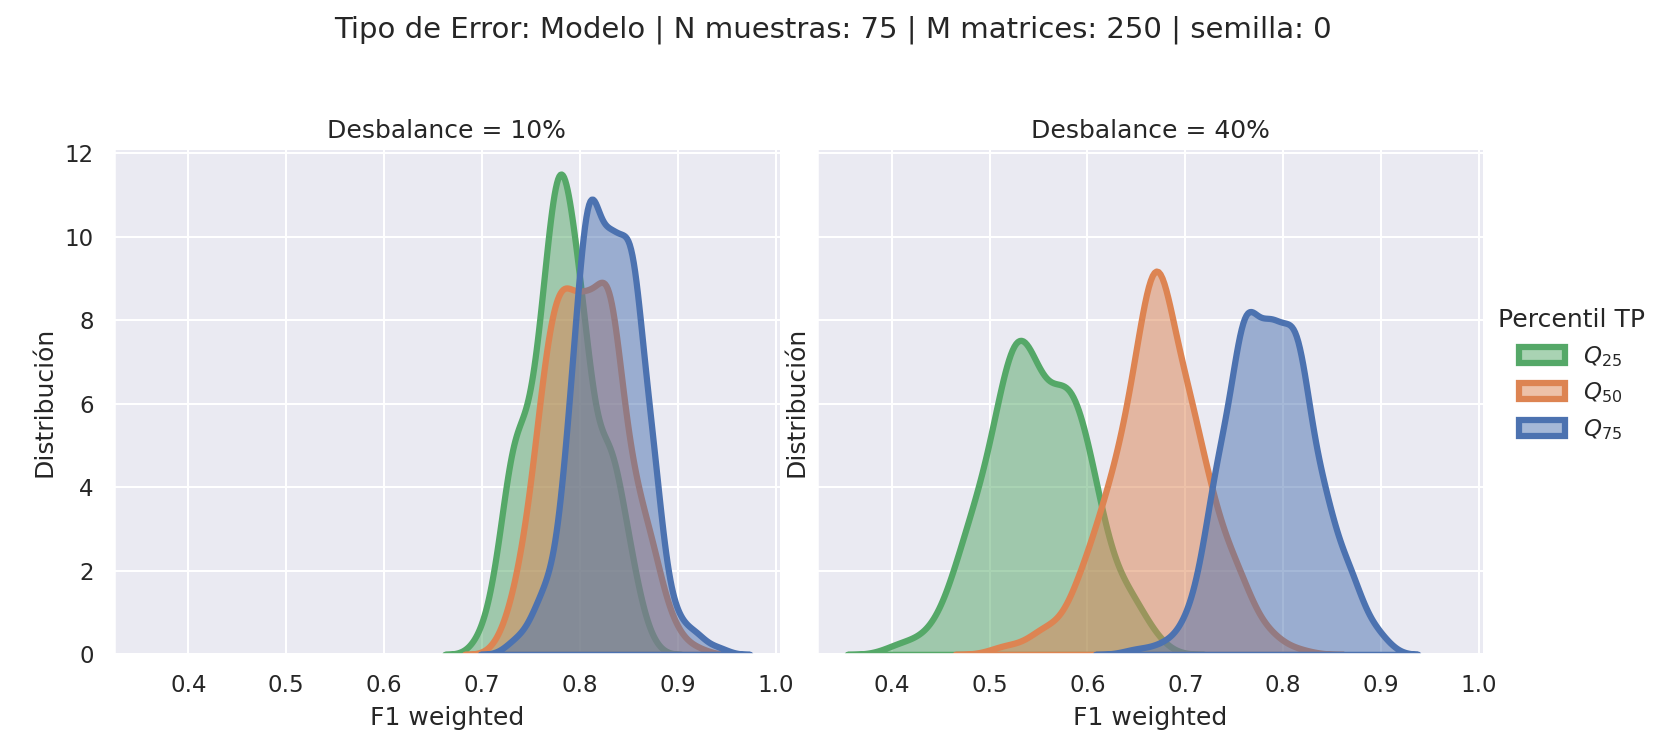 Tipo de Error: Modelo | N muestras: 75 | M matrices: 250 | semilla: 0
Desbalance = 10%
Desbalance = 40%
12
10
8
6
4
2
0
Distribución
Distribución
0.4 0.5 0.6 0.7 0.8 0.9 1.0
0.4 0.5 0.6 0.7 0.8 0.9 1.0
F1 weighted
F1 weighted
Percentil TP
Q25
Q50
Q75